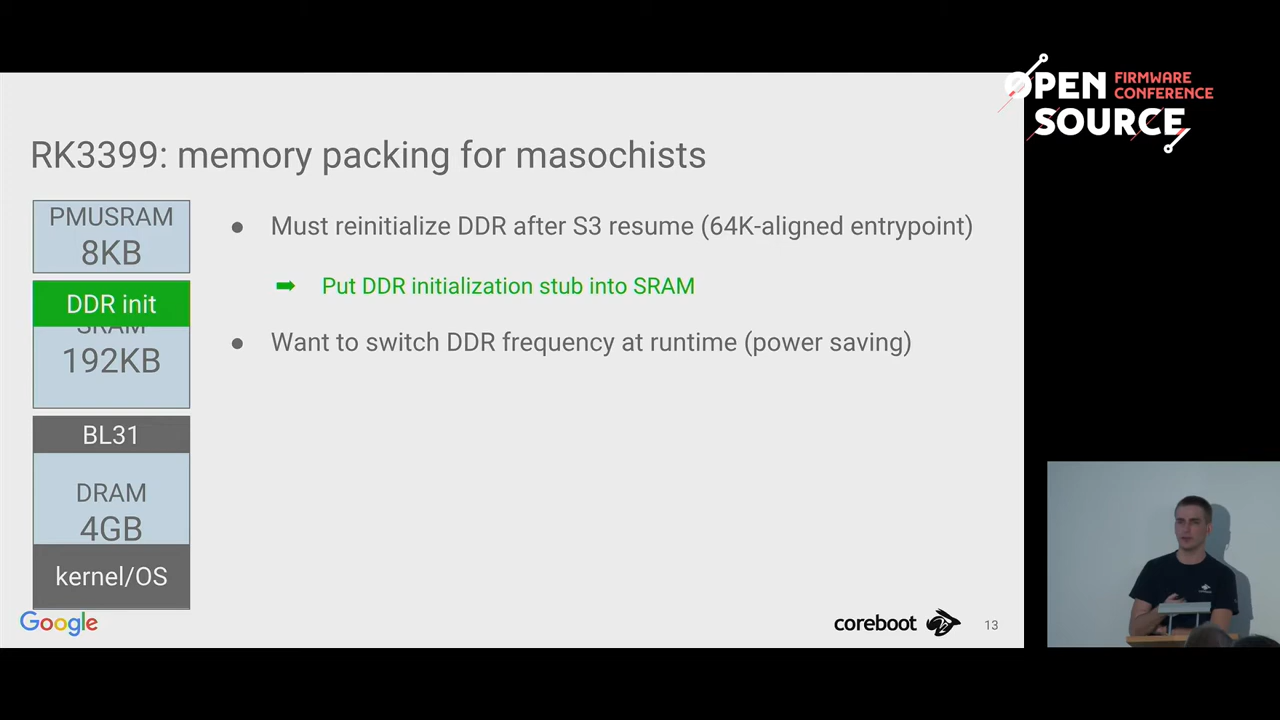 OPEN FIRMWARE CONFERENCE
SOURCE
RK3399: memory packing for masochists
PMUSRAM
8KB
DDR init
SRAM
192KB
BL31
DRAM
4GB
kernel/OS
● Must reinitialize DDR after S3 resume (64K-aligned entrypoint)
➡ Put DDR initialization stub into SRAM
● Want to switch DDR frequency at runtime (power saving)
Google
coreboot
13